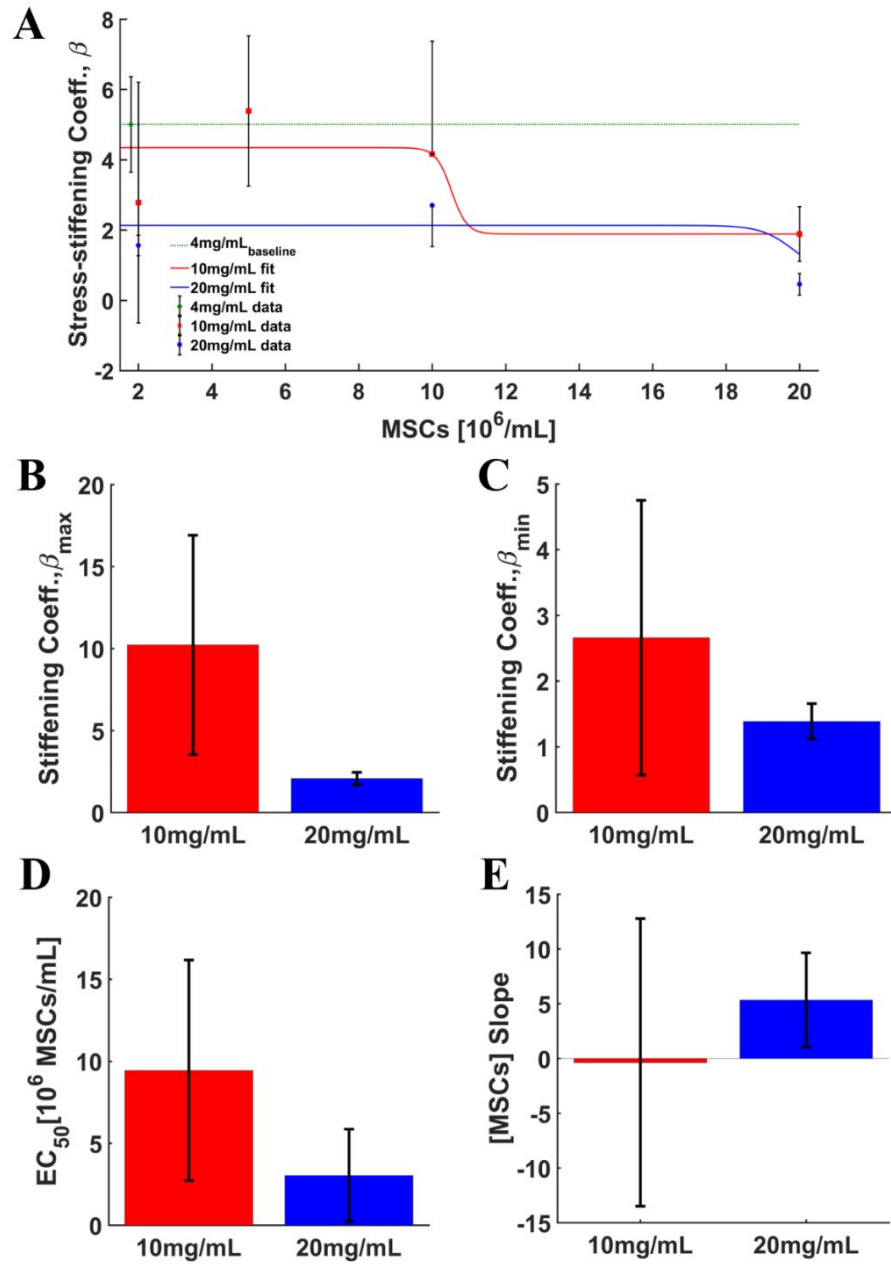 A
Stress-stiffening Coeff., β
8
6
4
2
0
-2
4mg/mL baseline
10mg/mL fit
20mg/mL fit
4mg/mL data
10mg/mL data
20mg/mL data
2 4 6 8 10 12 14 16 18 20
MSCs [10^6/mL]
B
Stiffening Coeff.,β_max
20
15
10
5
0
10mg/mL 20mg/mL
C
Stiffening Coeff.,β_min
5
4
3
2
1
0
10mg/mL 20mg/mL
D
EC_50[10^6 MSCs/mL]
20
15
10
5
0
10mg/mL 20mg/mL
E
[MSCs] Slope
15
10
5
0
-5
-10
-15
10mg/mL 20mg/mL